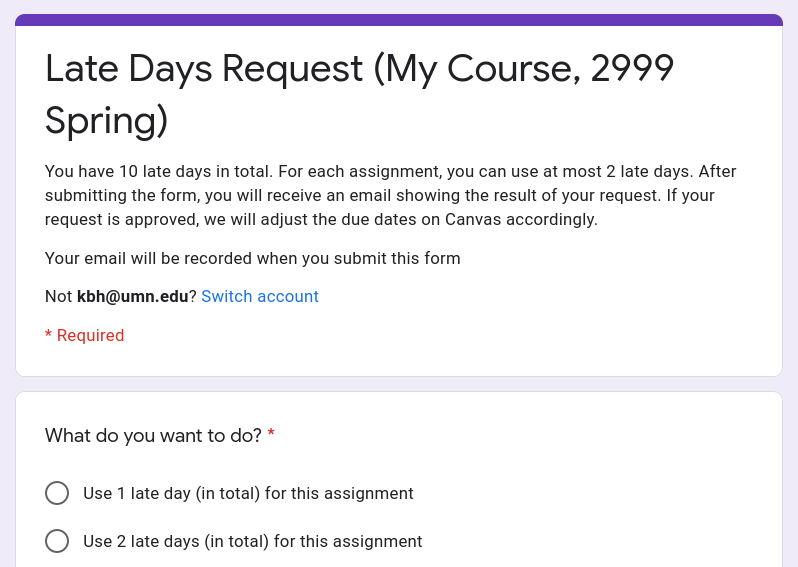 Late Days Request (My Course, 2999
Spring)
You have 10 late days in total. For each assignment, you can use at most 2 late days. After
submitting the form, you will receive an email showing the result of your request. If your
request is approved, we will adjust the due dates on Canvas accordingly.
Your email will be recorded when you submit this form
Not kbh@umn.edu? Switch account
* Required
What do you want to do? *
Use 1 late day (in total) for this assignment
Use 2 late days (in total) for this assignment